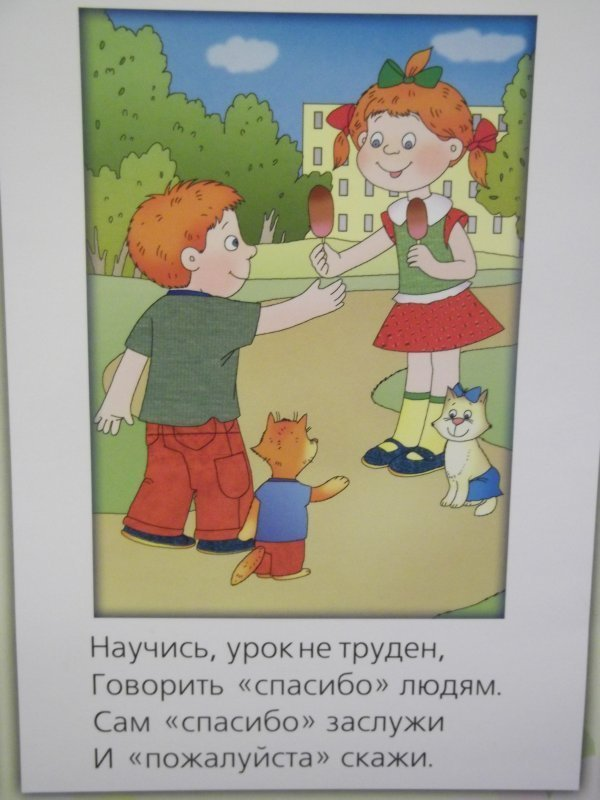 Научись, урок не труден,
Говорить «спасибо» людям.
Сам «спасибо» заслужи
И «пожалуйста» скажи.